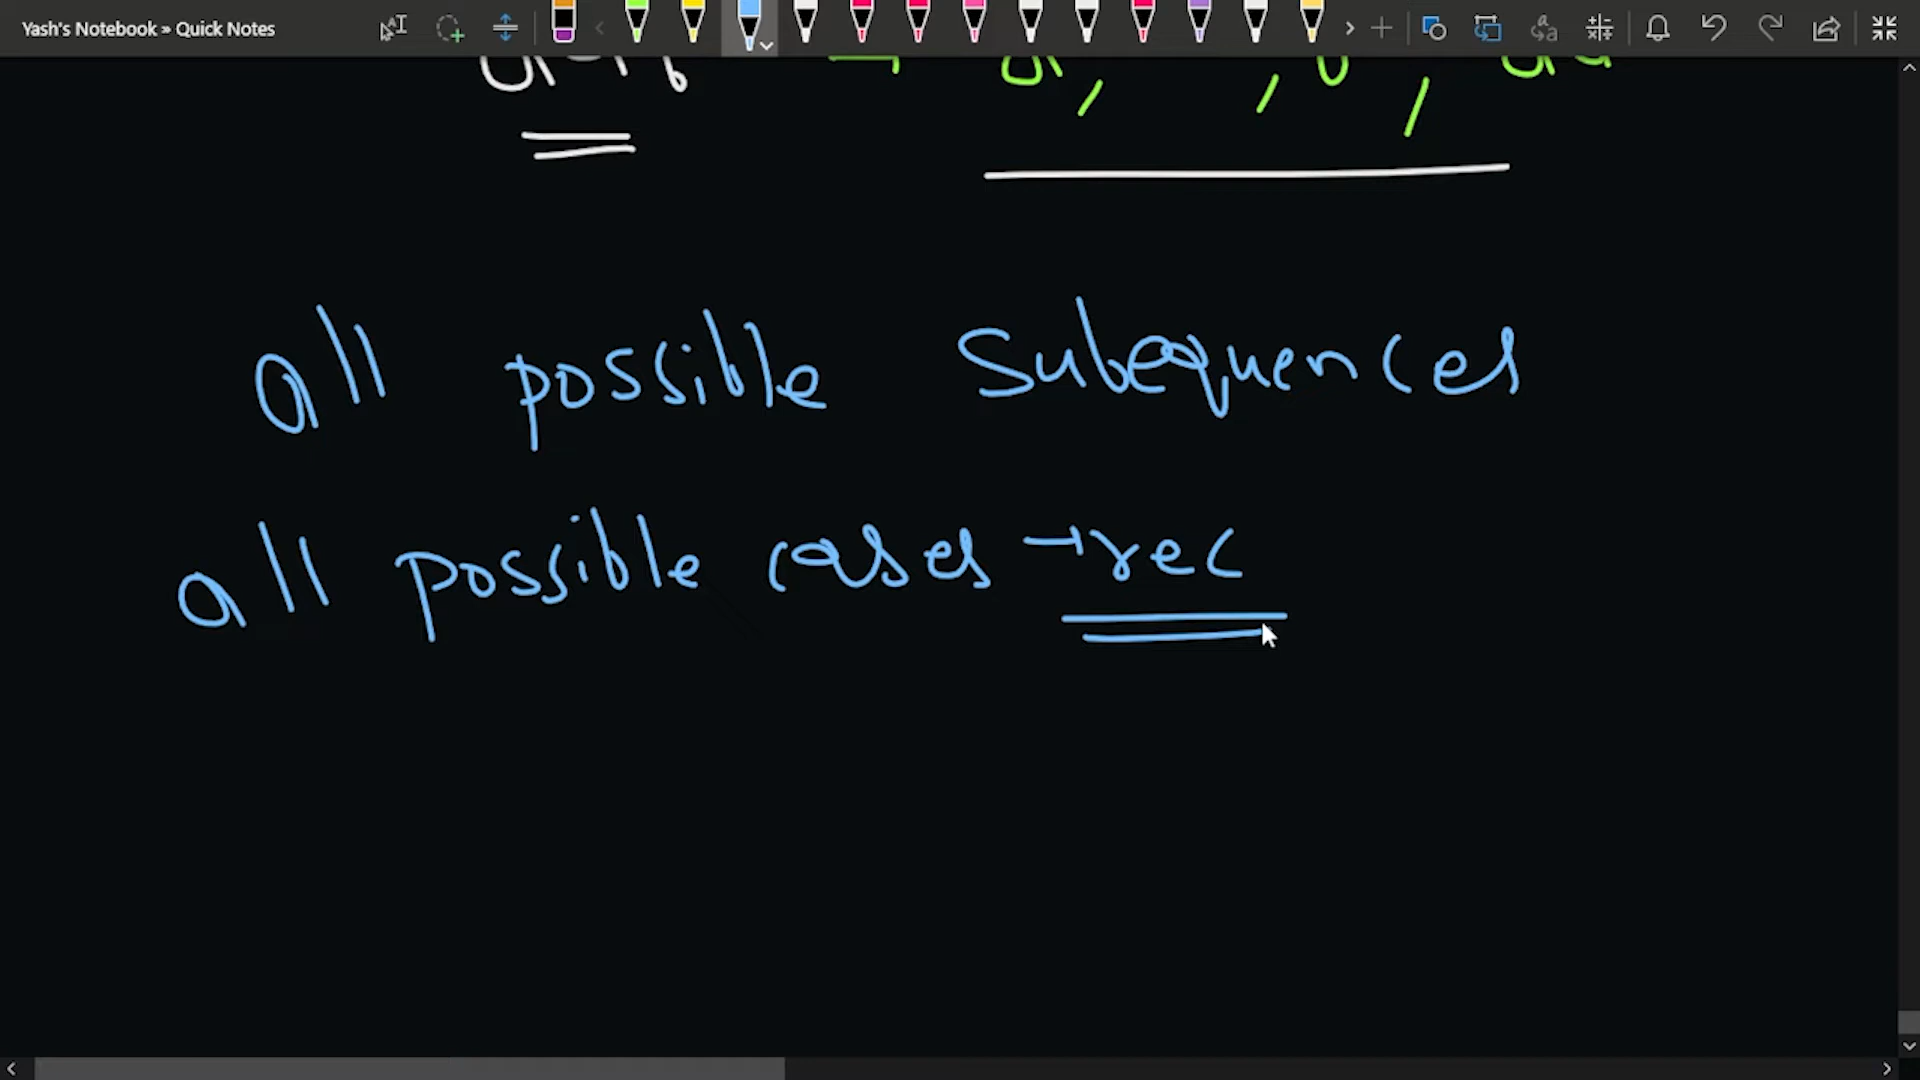 Yash's Notebook » Quick Notes
all possible Subequences
all possible cases →rec